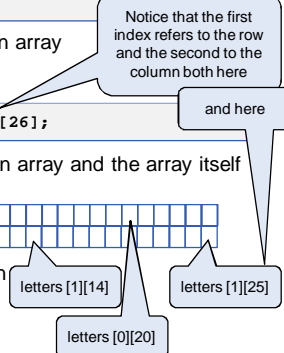 Notice that the first
index refers to the row
and the second to the
column both here
n array
and here
[26];
n array and the array itself
letters [1][14]
letters [1][25]
letters [0][20]